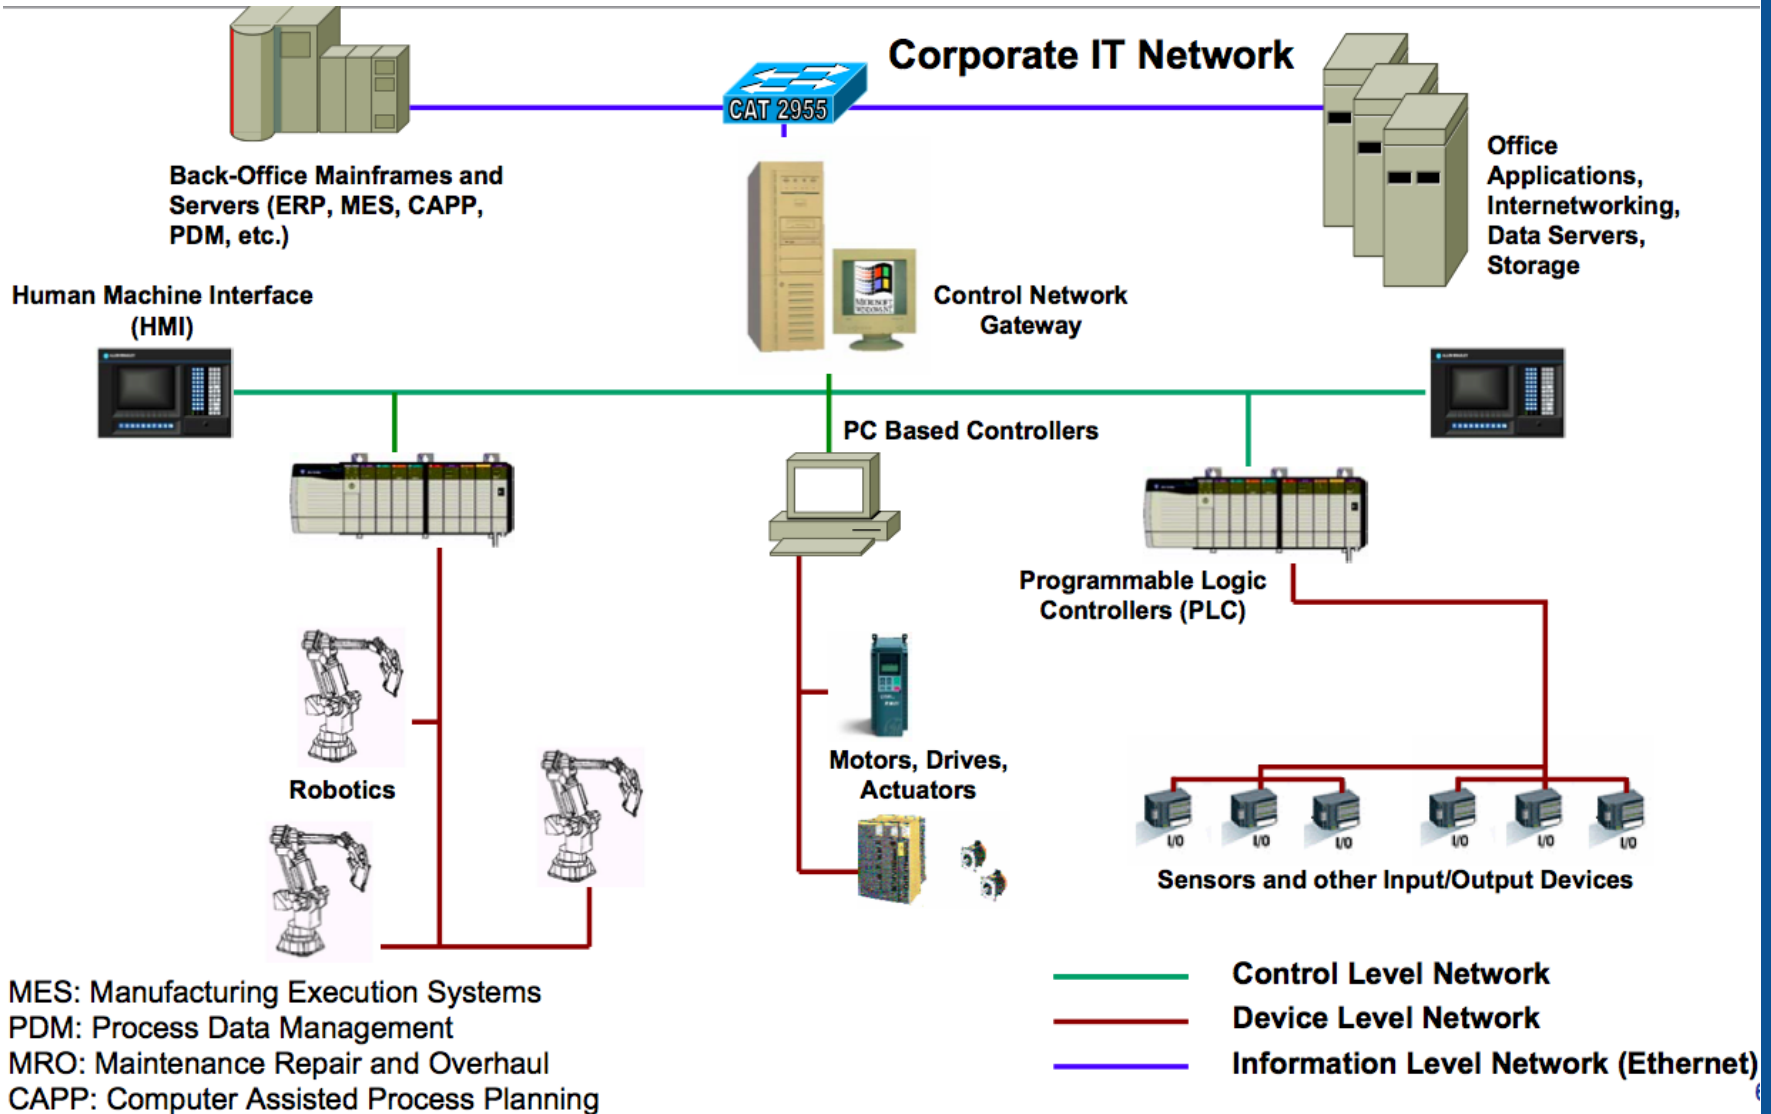 Corporate IT Network
CAT 2955
Back-Office Mainframes and
Servers (ERP, MES, CAPP,
PDM, etc.)
Office
Applications,
Internetworking,
Data Servers,
Storage
Human Machine Interface
(HMI)
Control Network
Gateway
PC Based Controllers
Programmable Logic
Controllers (PLC)
Robotics
Motors, Drives,
Actuators
I/O
I/O
I/O
I/O
I/O
I/O
Sensors and other Input/Output Devices
Control Level Network
Device Level Network
Information Level Network (Ethernet)
MES: Manufacturing Execution Systems
PDM: Process Data Management
MRO: Maintenance Repair and Overhaul
CAPP: Computer Assisted Process Planning